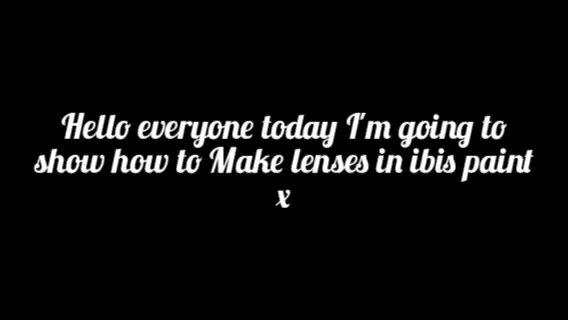 Hello everyone today I'm going to
show how to Make lenses in ibis paint
x